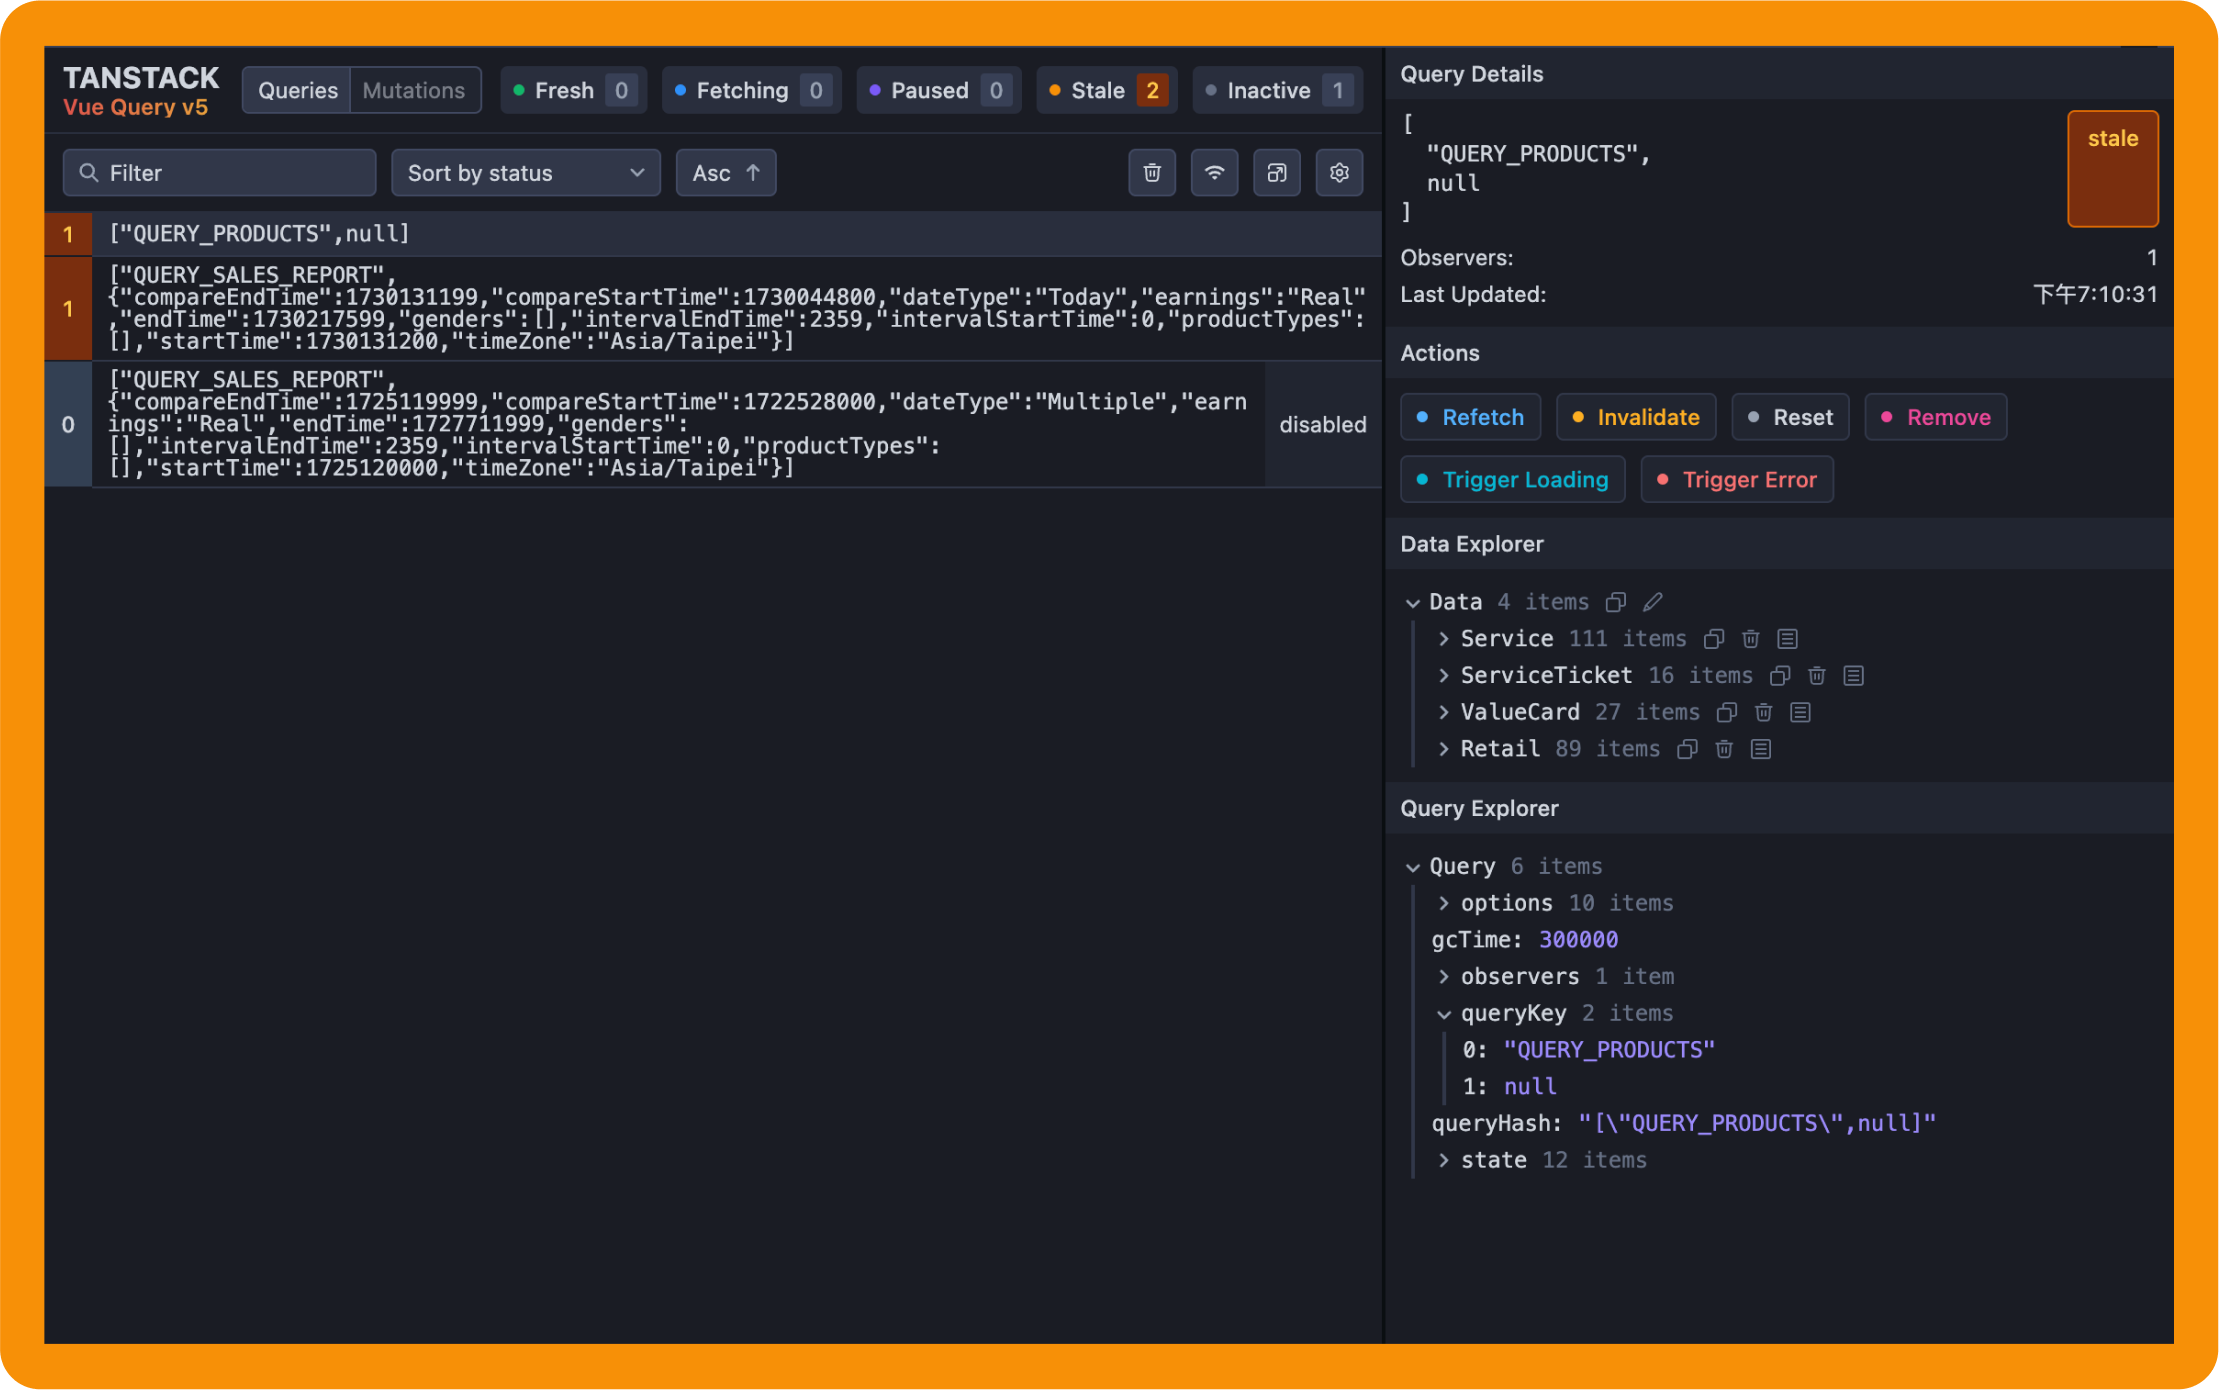 TANSTACK
Vue Query v5
Queries Mutations
Fresh 0
Fetching 0
Paused 0
Stale 2
Inactive 1
Filter
Sort by status
Asc ↑
1 ["QUERY_PRODUCTS",null]
1 ["QUERY_SALES_REPORT",
{"compareEndTime":1730131199,"compareStartTime":1730044800,"dateType":"Today","earnings":"Real"
,"endTime":1730217599,"genders":[],"intervalEndTime":2359,"intervalStartTime":0,"productTypes":
[],"startTime":1730131200,"timeZone":"Asia/Taipei"}]
0 ["QUERY_SALES_REPORT",
{"compareEndTime":1725119999,"compareStartTime":1722528000,"dateType":"Multiple","earn
ings":"Real","endTime":1727711999,"genders":
[],"intervalEndTime":2359,"intervalStartTime":0,"productTypes":
[],"startTime":1725120000,"timeZone":"Asia/Taipei"}]
disabled
Query Details
[
"QUERY_PRODUCTS",
null
]
stale
Observers: 1
Last Updated: 下午7:10:31
Actions
Refetch
Invalidate
Reset
Remove
Trigger Loading
Trigger Error
Data Explorer
Data 4 items
Service 111 items
ServiceTicket 16 items
ValueCard 27 items
Retail 89 items
Query Explorer
Query 6 items
options 10 items
gcTime: 300000
observers 1 item
queryKey 2 items
0: "QUERY_PRODUCTS"
1: null
queryHash: "[\"QUERY_PRODUCTS\",null]"
state 12 items